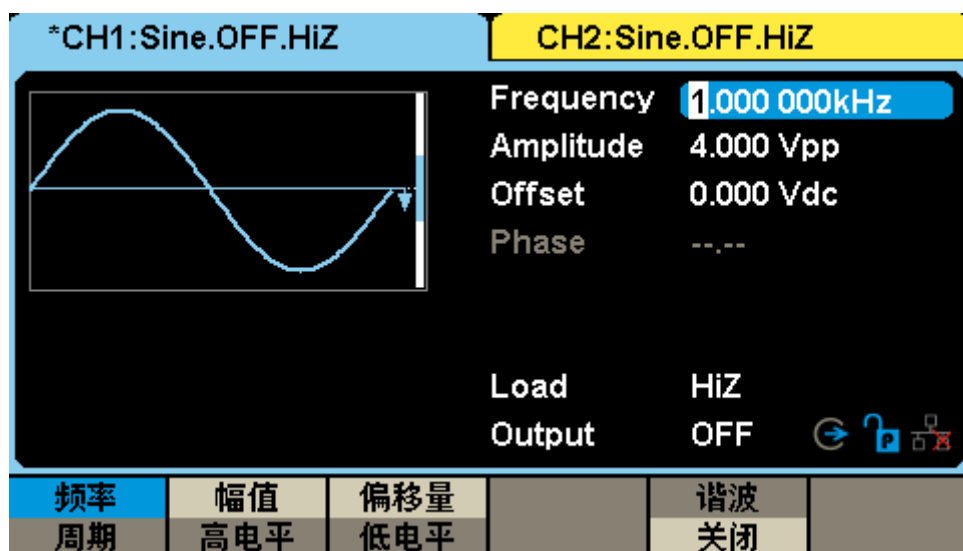 *CH1:Sine.OFF.HiZ
CH2:Sine.OFF.HiZ
Frequency 1.000 000kHz
Amplitude 4.000 Vpp
Offset 0.000 Vdc
Phase --.--
Load HiZ
Output OFF P
频率 幅值 偏移量 谐波
周期 高电平 低电平 关闭